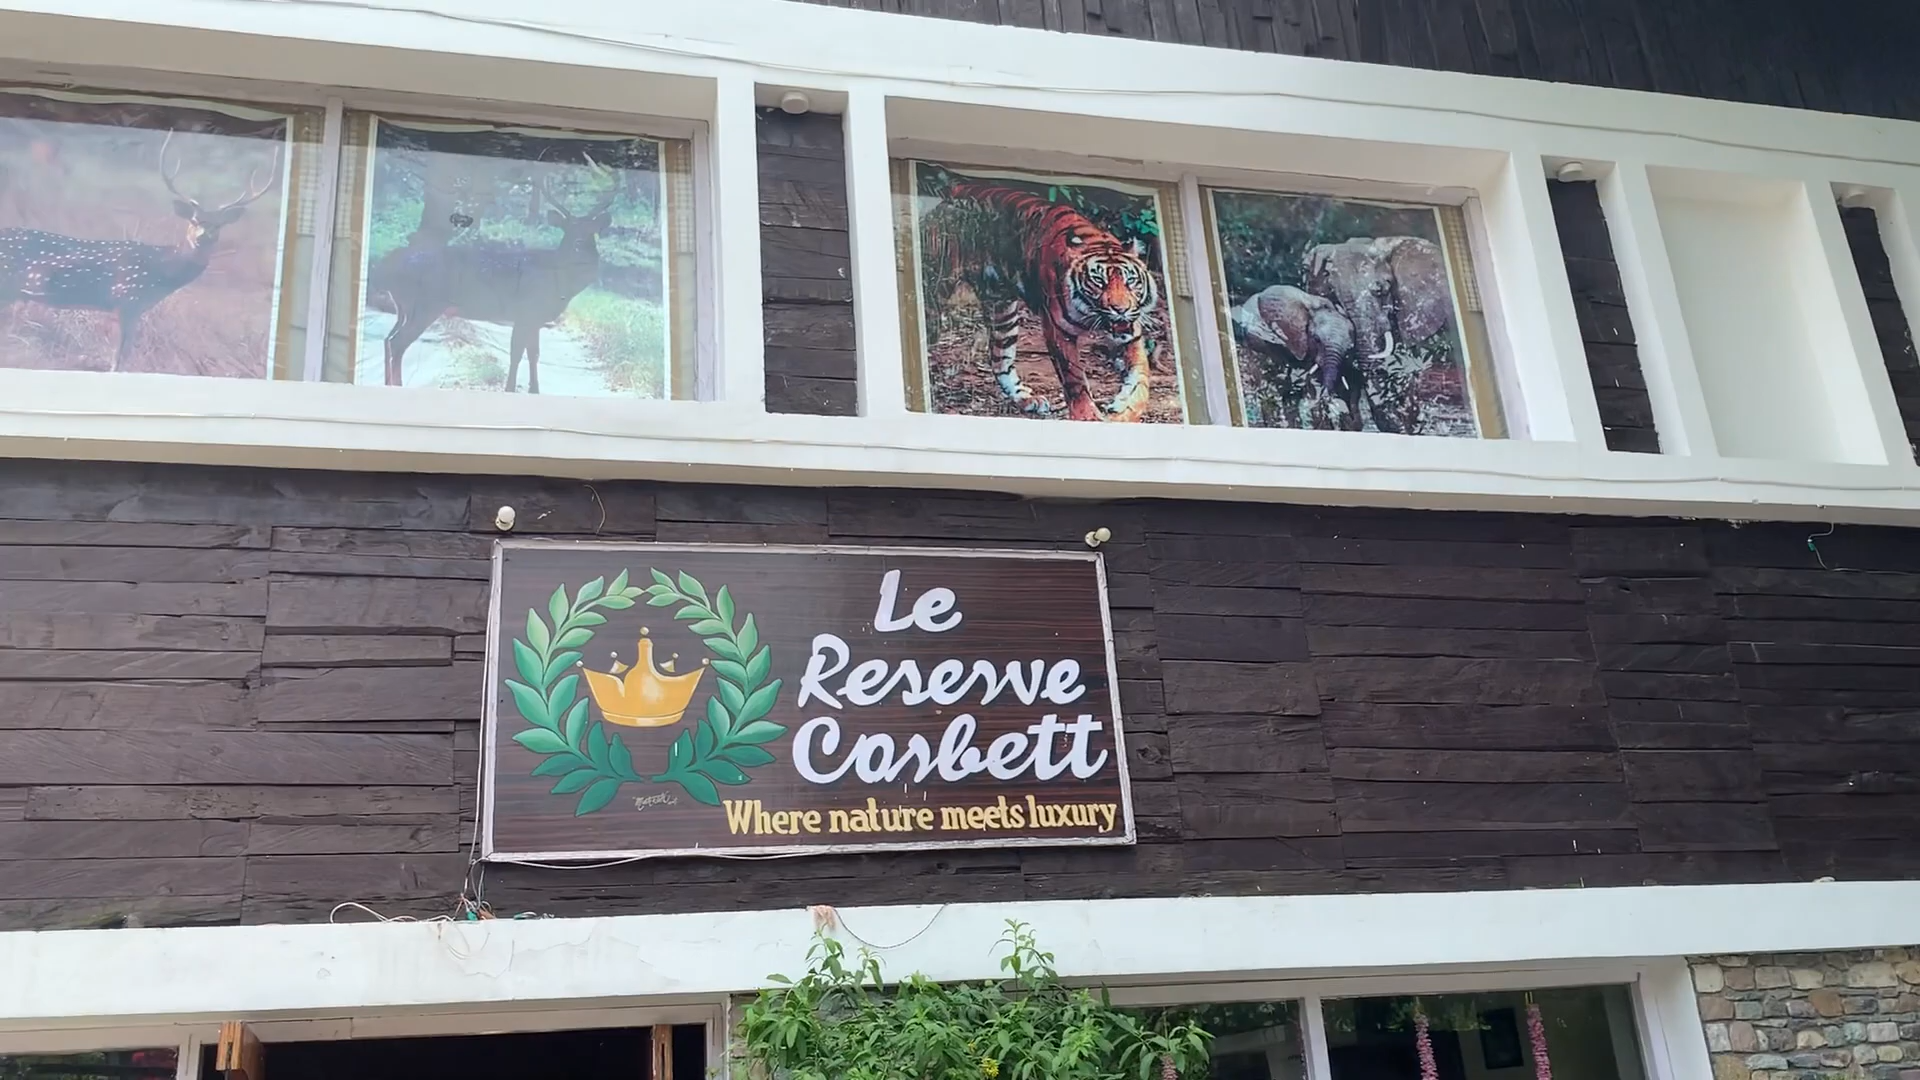 Le
Reserve
Corbett
Where nature meets luxury